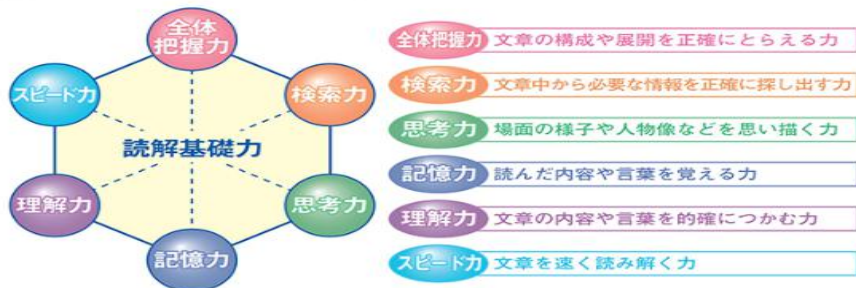 全体
把握力
スピード力
検索力
読解基礎力
理解力
思考力
記憶力
全体把握力 文章の構成や展開を正確にとらえる力
検索力 文章中から必要な情報を正確に探し出す力
思考力 場面の様子や人物像などを思い描く力
記憶力 読んだ内容や言葉を覚える力
理解力 文章の内容や言葉を的確につかむ力
スピード力 文章を速く読み解く力